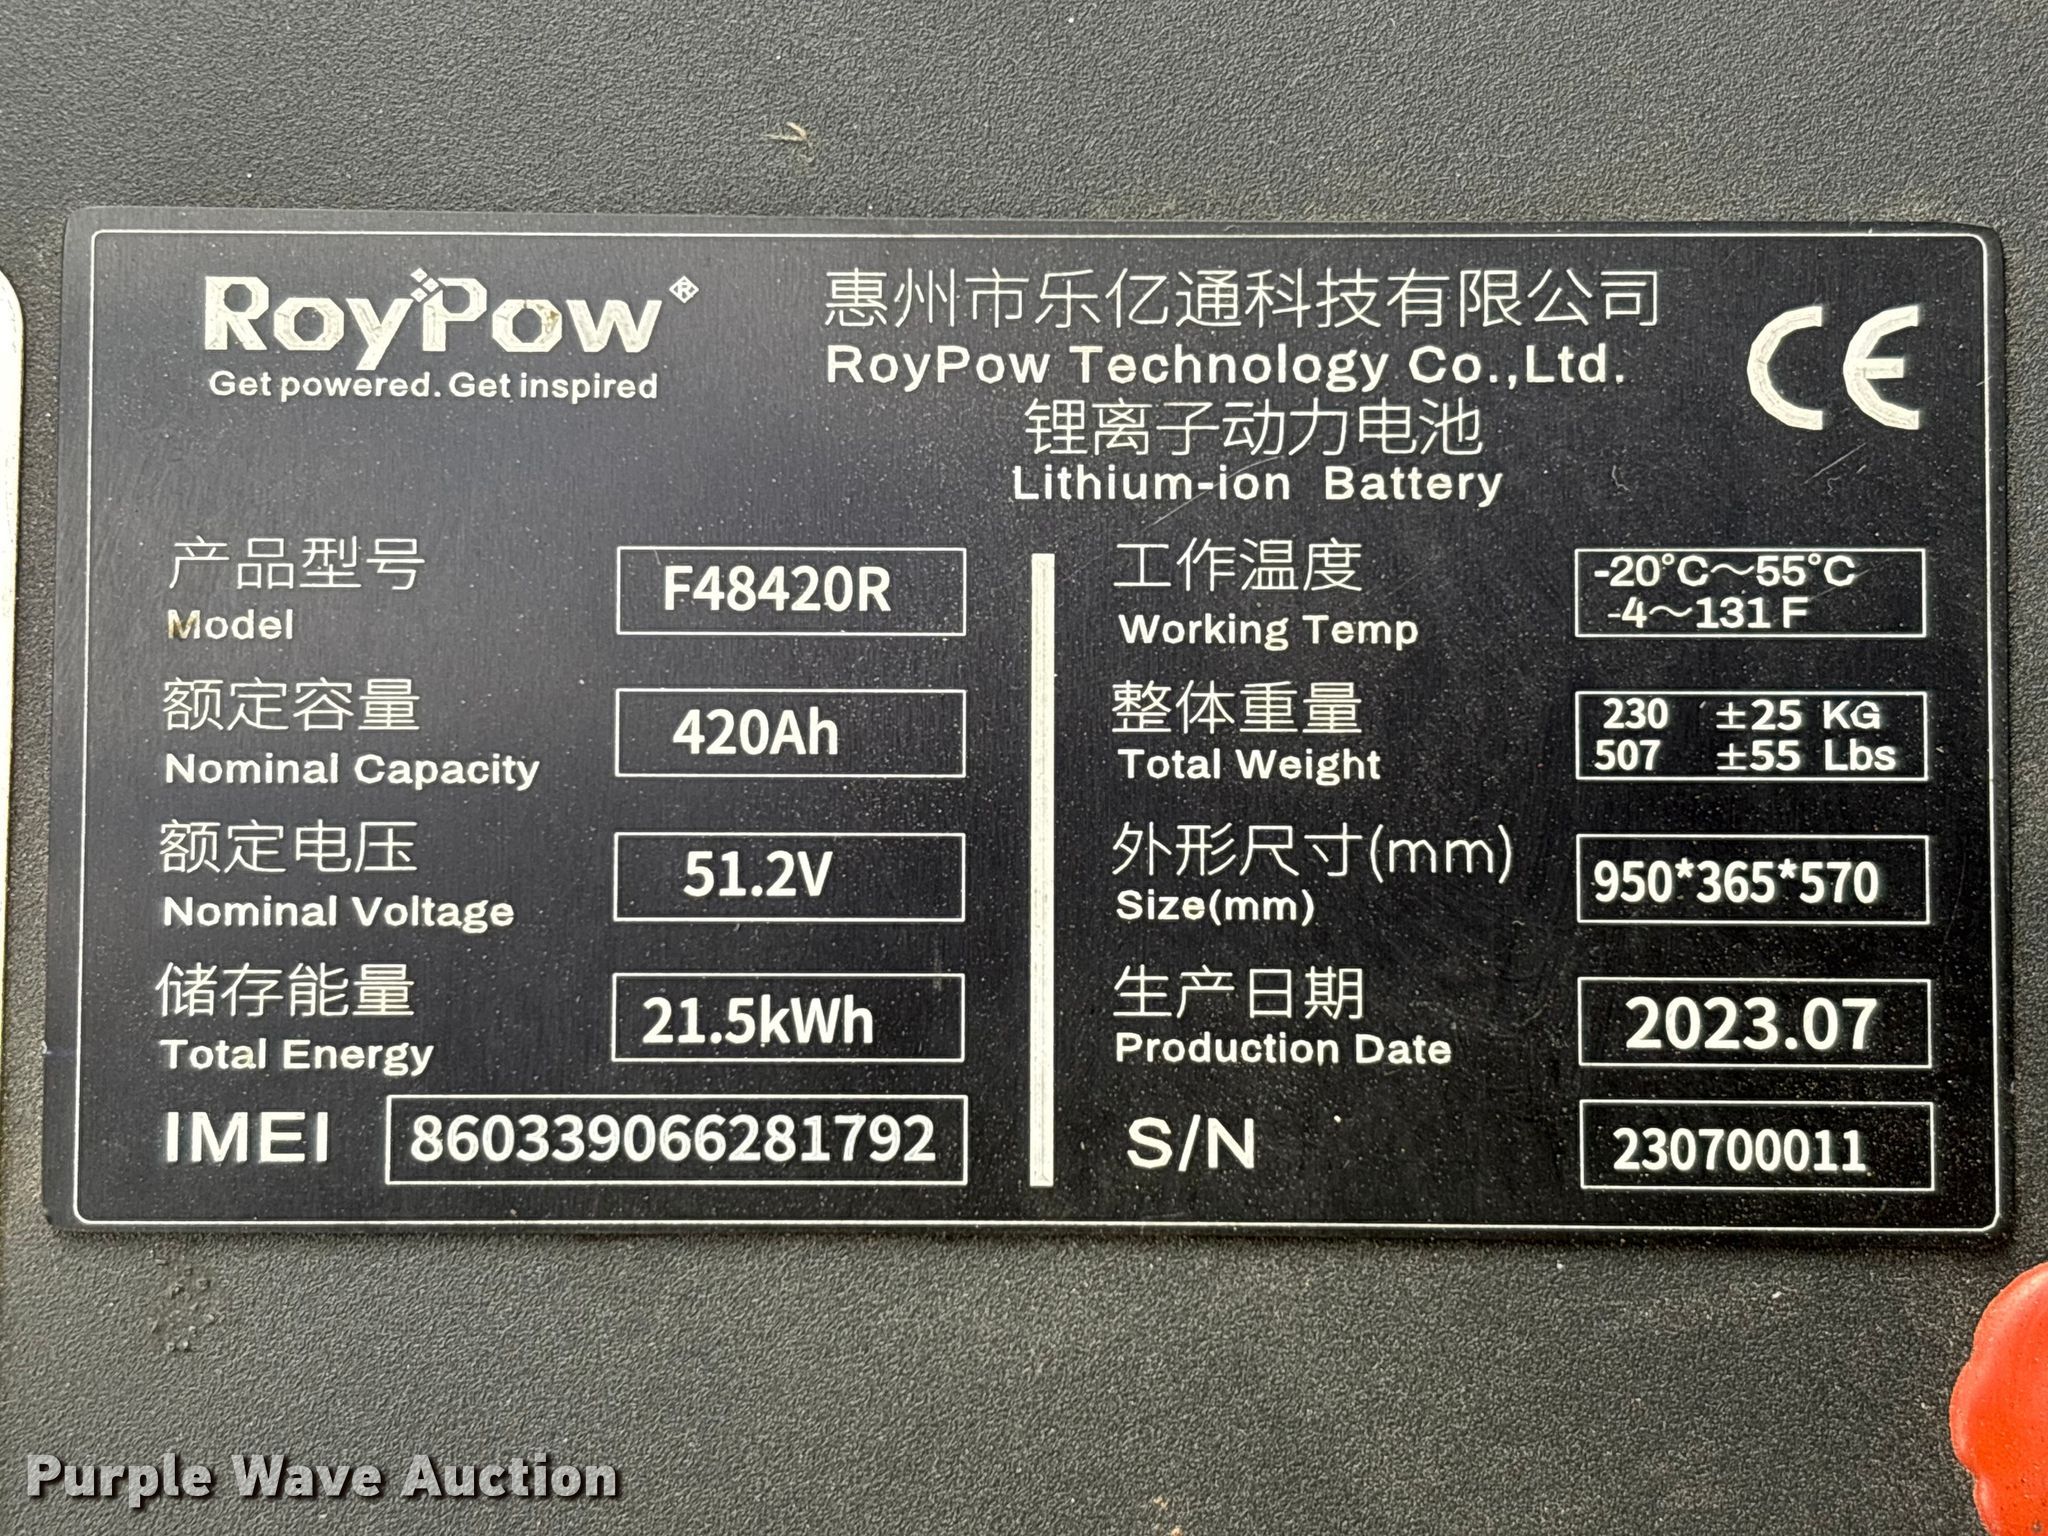 RoyPow®
Get powered. Get inspired
惠州市乐亿通科技有限公司
RoyPow Technology Co.,Ltd.
锂离子动力电池
Lithium-ion Battery
CE
产品型号
Model
F48420R
额定容量
Nominal Capacity
420Ah
额定电压
Nominal Voltage
51.2V
储存能量
Total Energy
21.5kWh
IMEI
860339066281792
工作温度
Working Temp
-20°C～55°C
-4～131 F
整体重量
Total Weight
230 ±25 KG
507 ±55 Lbs
外形尺寸(mm)
Size(mm)
950*365*570
生产日期
Production Date
2023.07
S/N
230700011
Purple Wave Auction